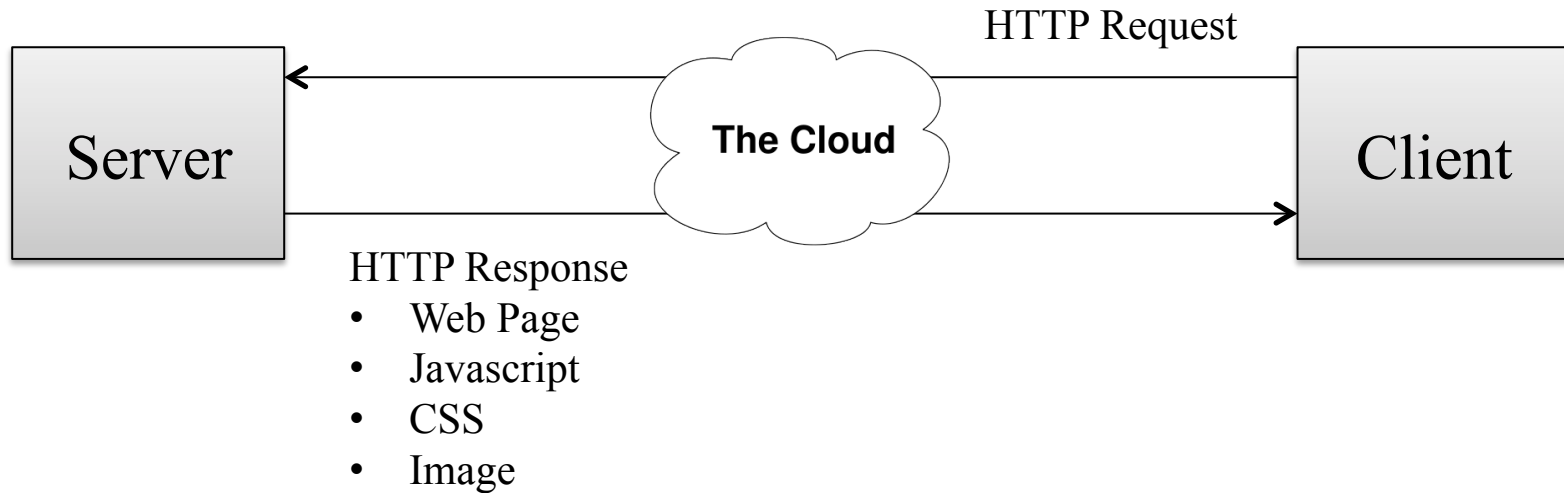 HTTP Request
Server
The Cloud
Client
HTTP Response
• Web Page
• Javascript
• CSS
• Image